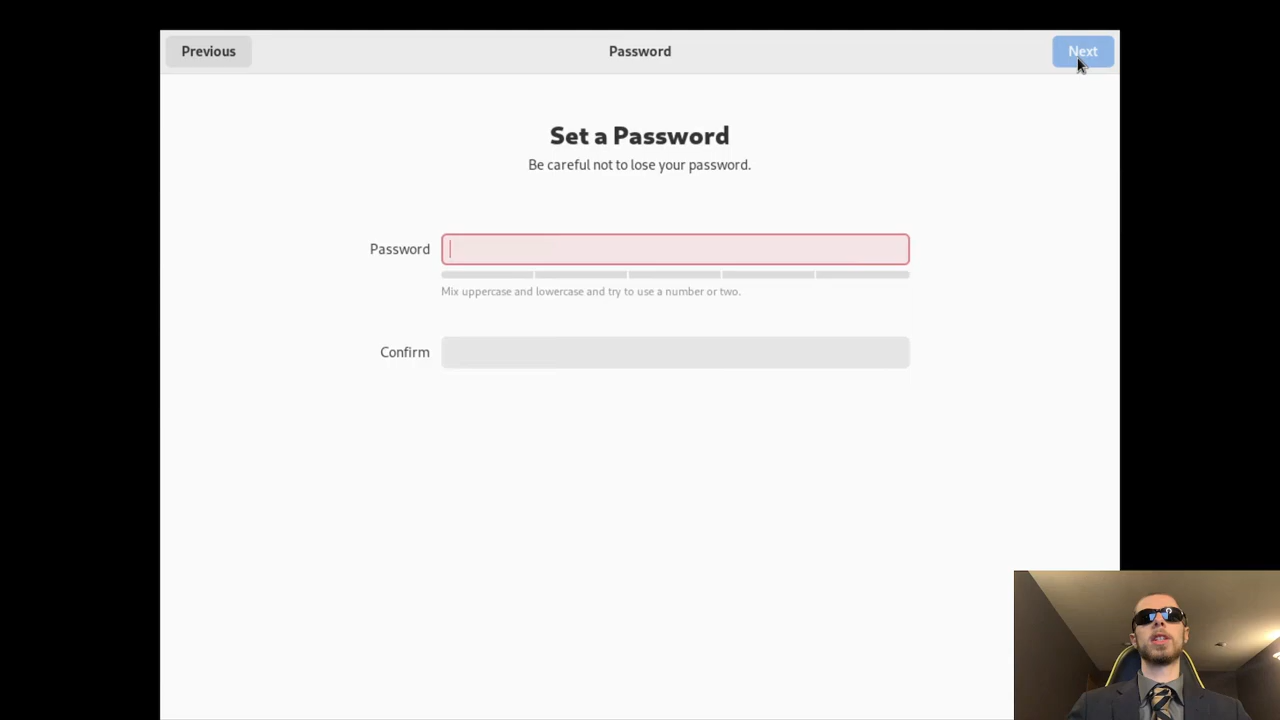 Previous
Password
Next
Set a Password
Be careful not to lose your password.
Password
Mix uppercase and lowercase and try to use a number or two.
Confirm